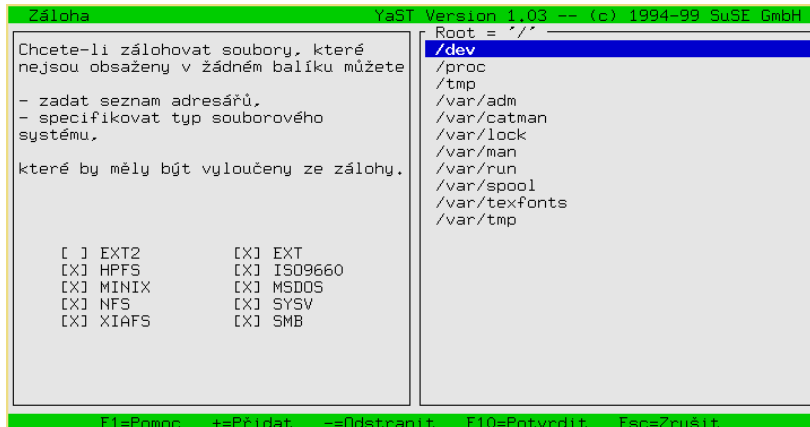 Záloha YaST Version 1.03 -- (c) 1994-99 SuSE GmbH
Chcete-li zálohovat soubory, které
nejsou obsaženy v žádném balíku můžete
- zadat seznam adresářů,
- specifikovat typ souborového
systému,
které by měly být vyloučeny ze zálohy.
[ ] EXT2 [X] EXT
[X] HPFS [X] ISO9660
[X] MINIX [X] MSDOS
[X] NFS [X] SYSV
[X] XIAFS [X] SMB
Root = '/'
/dev
/proc
/tmp
/var/adm
/var/catman
/var/lock
/var/man
/var/run
/var/spool
/var/texfonts
/var/tmp
F1=Pomoc +=Přidat -=Odstranit F10=Potvrdit Esc=Zrušit